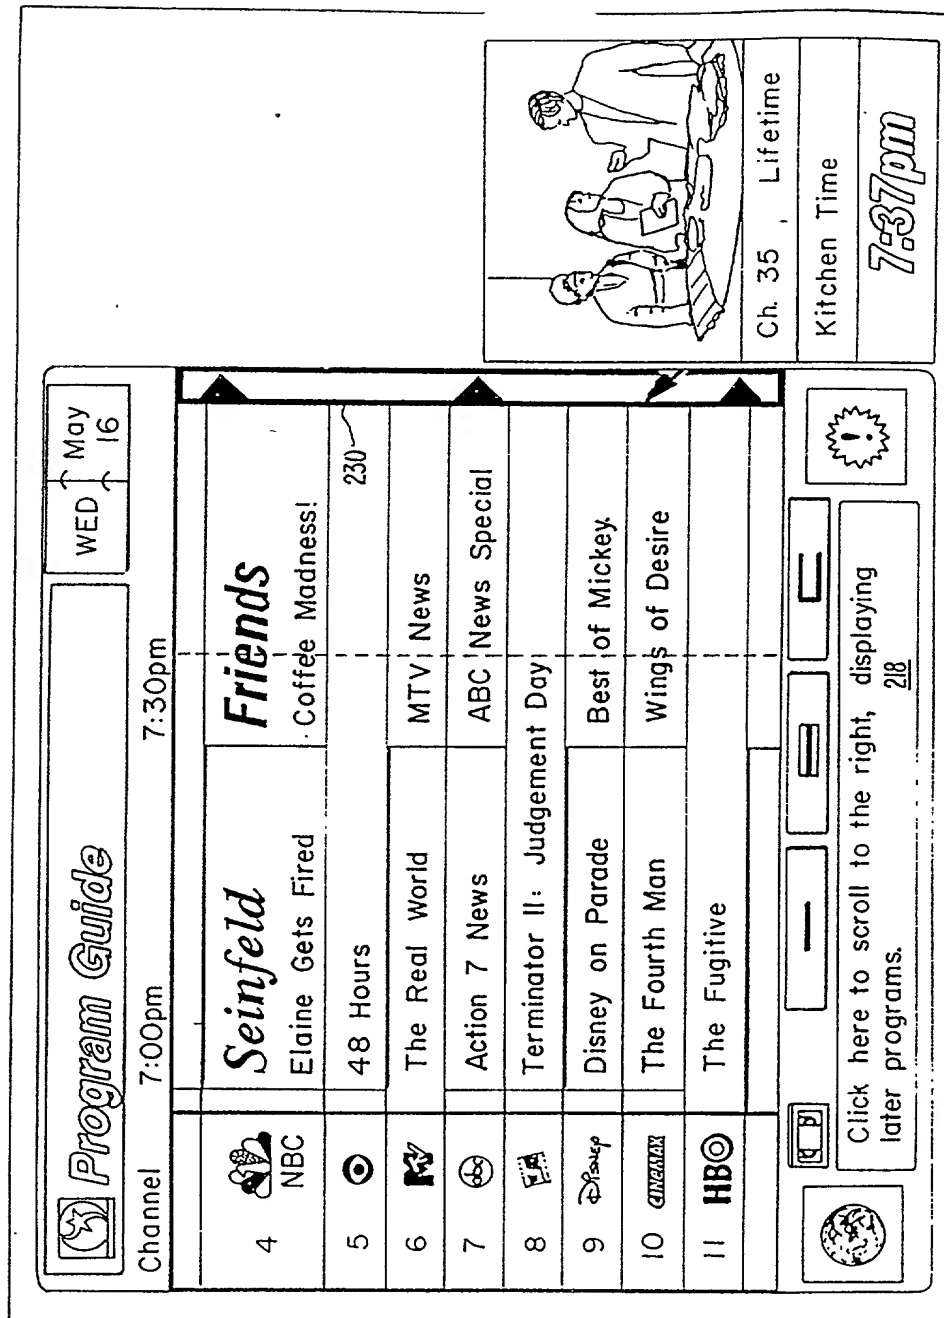 Program Guide
WED May 16
Channel 7:00pm 7:30pm
4 NBC
Seinfeld
Elaine Gets Fired
Friends
Coffee Madness!
5
48 Hours
230
6 MTV
The Real World
MTV News
7 abc
Action 7 News
ABC News Special
8
Terminator II: Judgement Day
9 Disney
Disney on Parade
Best of Mickey.
10 CINEMAX
The Fourth Man
Wings of Desire
11 HBO
The Fugitive
!
Click here to scroll to the right, displaying
later programs.
218
Ch. 35 , Lifetime
Kitchen Time
7:37pm